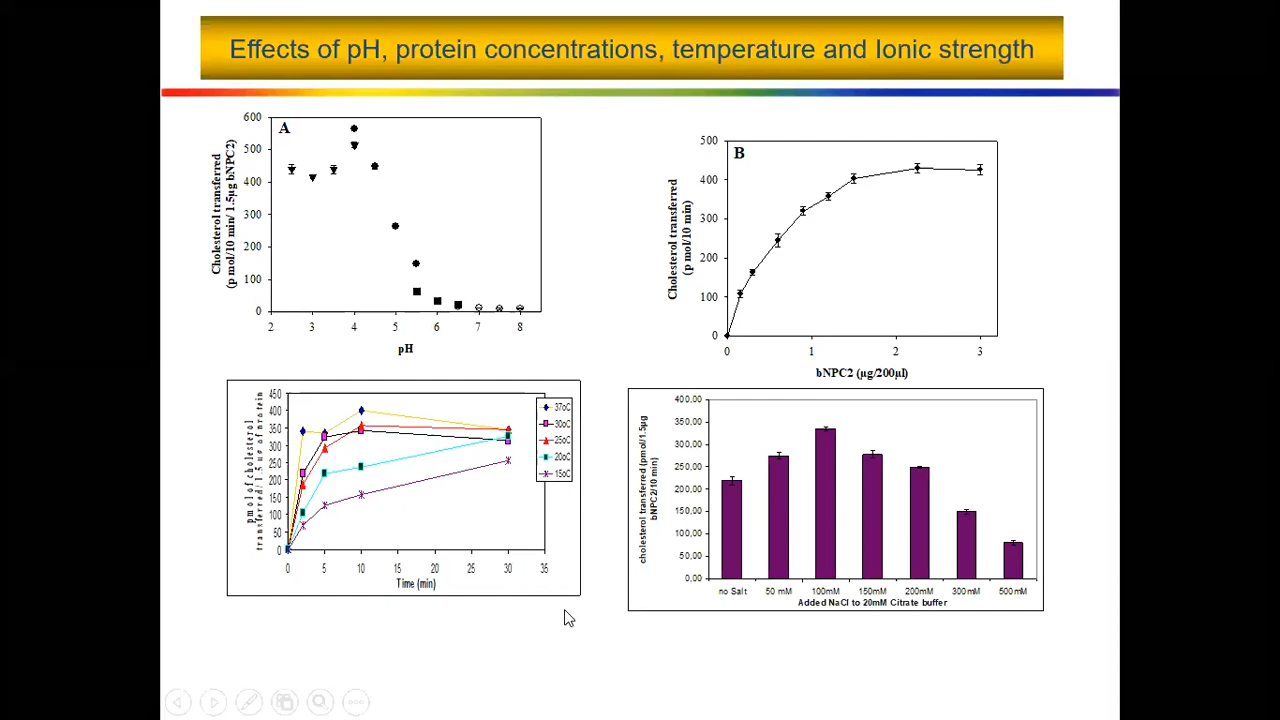 Effects of pH, protein concentrations, temperature and Ionic strength
A
Cholesterol transferred
(p mol/10 min/ 1.5µg bNPC2)
600
500
400
300
200
100
0
2 3 4 5 6 7 8
pH
B
Cholesterol transferred
(p mol/10 min)
500
400
300
200
100
0
0 1 2 3
bNPC2 (µg/200µl)
pmol of cholesterol
transferred/1.5 ug of protein
450
400
350
300
250
200
150
100
50
0
0 5 10 15 20 25 30 35
Time (min)
37oC
30oC
25oC
20oC
15oC
cholesterol transferred (pmol/1.5µg
bNPC2/10 min)
400,00
350,00
300,00
250,00
200,00
150,00
100,00
50,00
0,00
no Salt 50 mM 100mM 150mM 200mM 300mM 500mM
Added NaCl to 20mM Citrate buffer